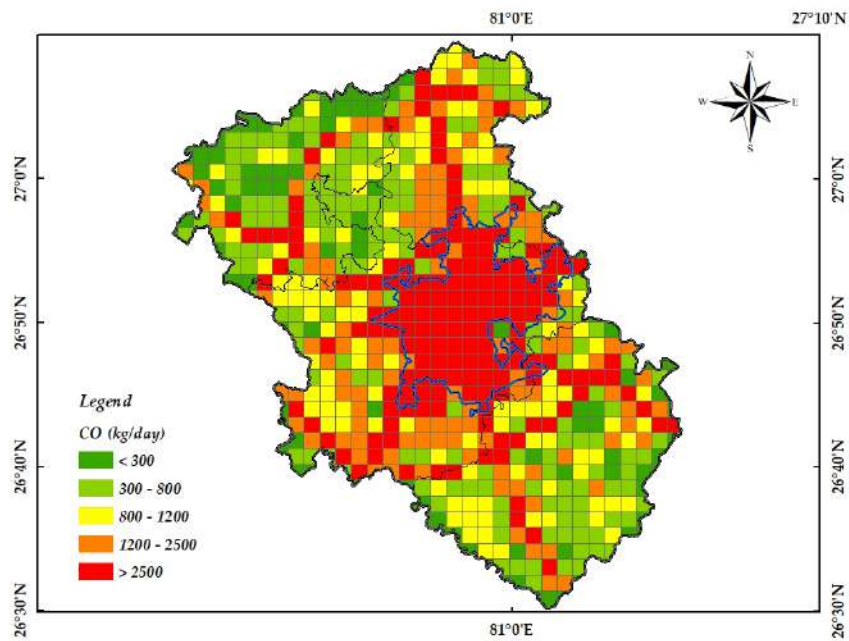 81°0'E 27°10'E
N
W E
S
27°0'N 27°0'N
26°50'N 26°50'N
Legend
CO (kg/day)
< 300
300 - 800
800 - 1200
1200 - 2500
> 2500
26°40'N 26°40'N
26°30'N 26°30'N
81°0'E